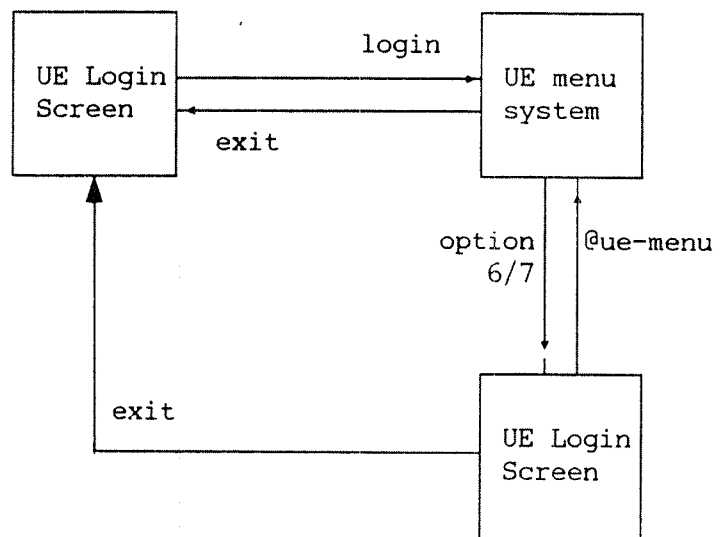 login
UE Login
Screen
UE menu
system
exit
option
6/7
@ue-menu
exit
UE Login
Screen